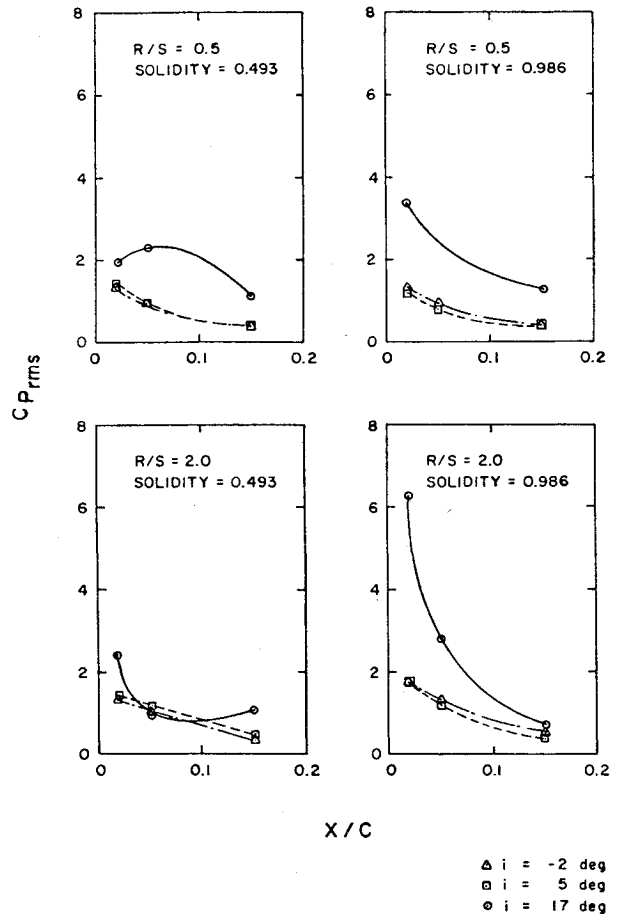 8
R/S = 0.5
SOLIDITY = 0.493
6
4
2
0
0 0.1 0.2
8
R/S = 0.5
SOLIDITY = 0.986
6
4
2
0
0 0.1 0.2
CPrms
8
R/S = 2.0
SOLIDITY = 0.493
6
4
2
0
0 0.1 0.2
8
R/S = 2.0
SOLIDITY = 0.986
6
4
2
0
0 0.1 0.2
X/C
i = -2 deg
i = 5 deg
i = 17 deg